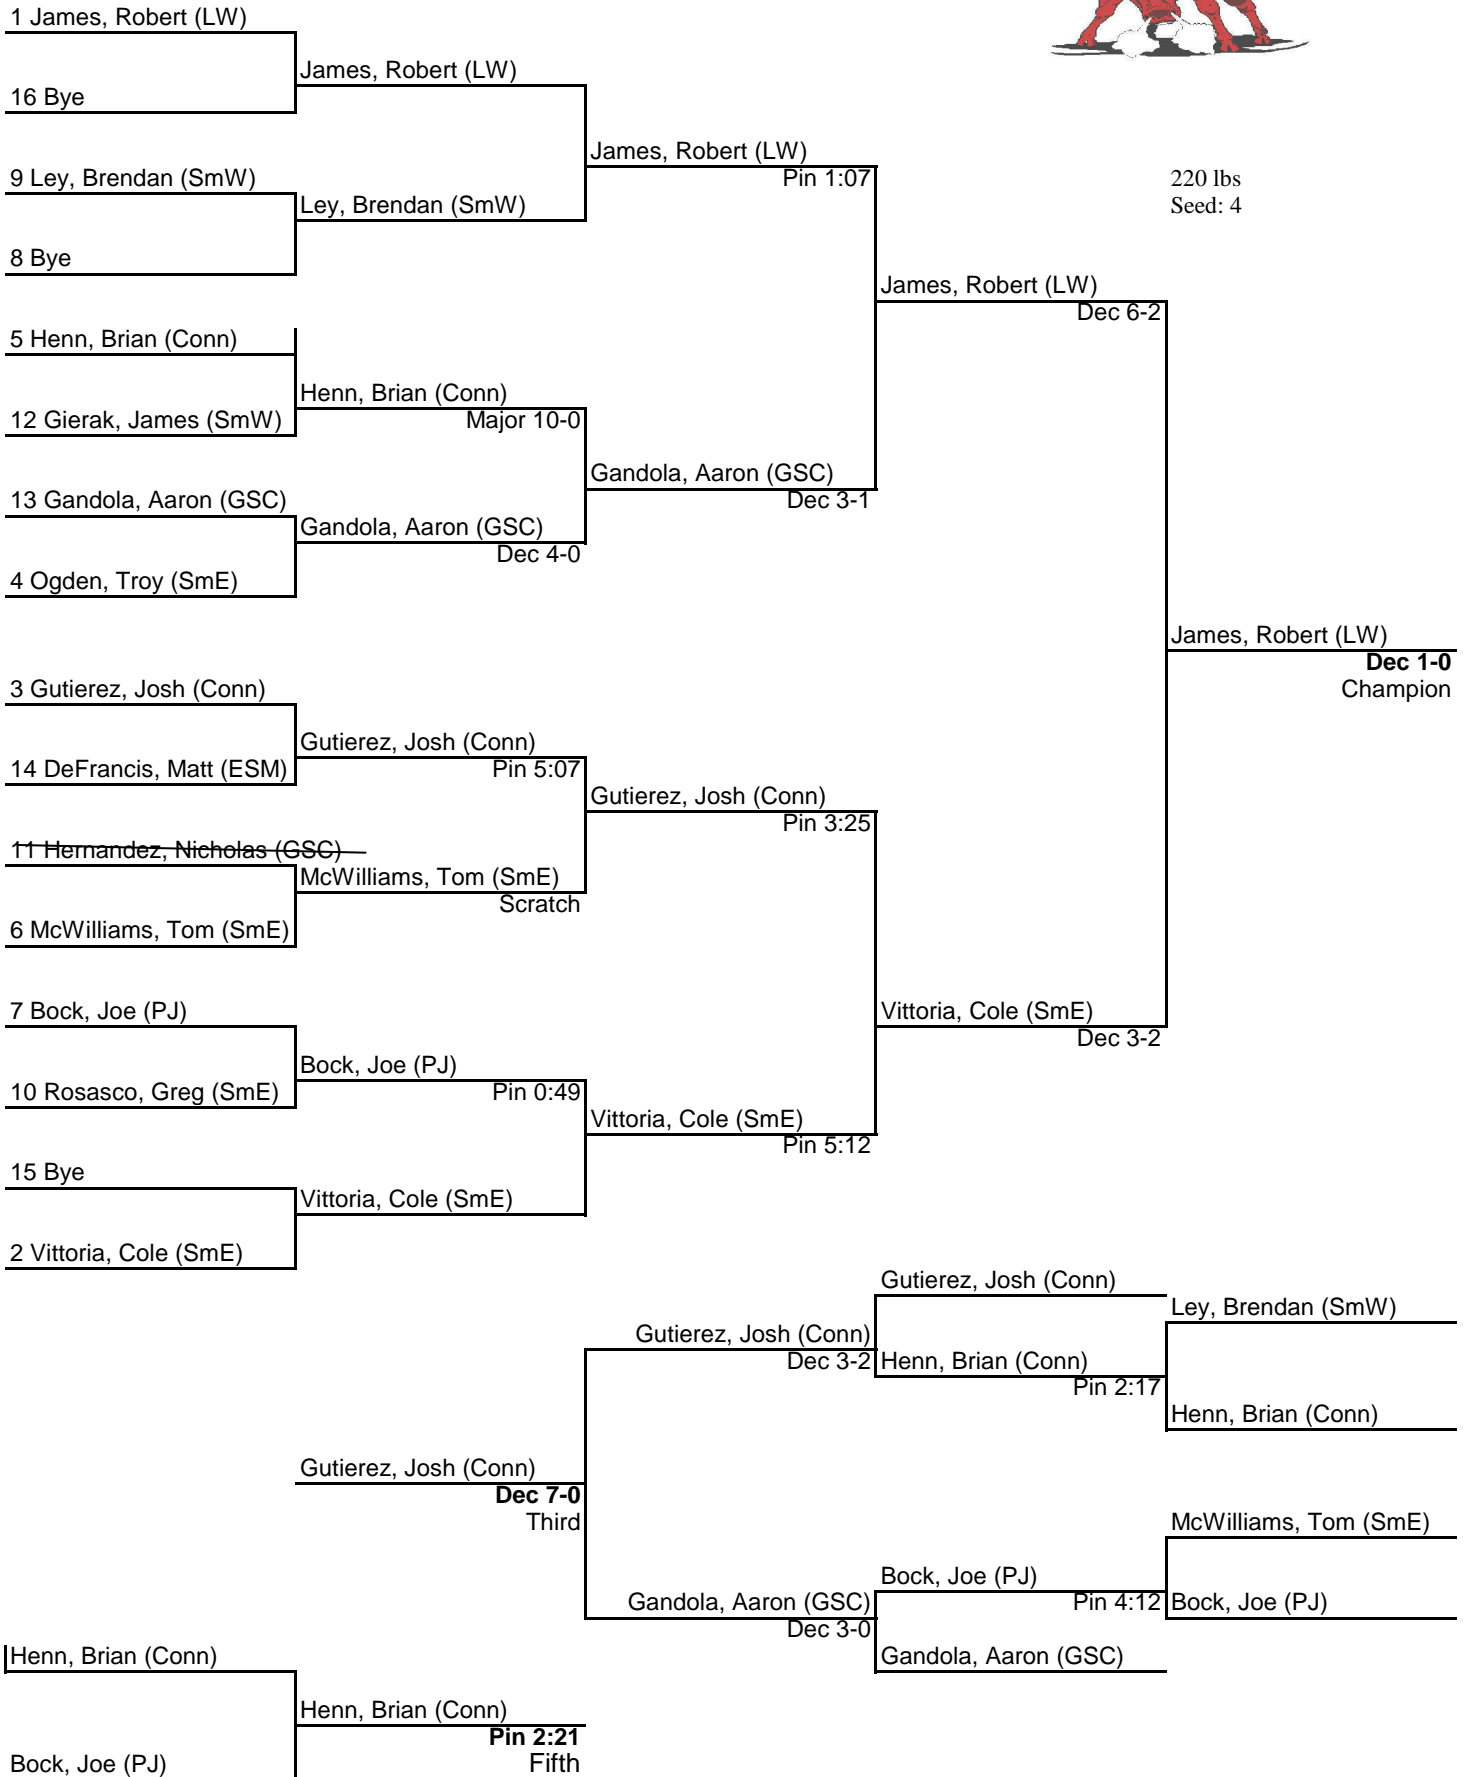 1 James, Robert (LW)
James, Robert (LW)
16 Bye
James, Robert (LW)
Pin 1:07
9 Ley, Brendan (SmW)
220 lbs
Seed: 4
Ley, Brendan (SmW)
8 Bye
James, Robert (LW)
Dec 6-2
5 Henn, Brian (Conn)
Henn, Brian (Conn)
Major 10-0
12 Gierak, James (SmW)
Gandola, Aaron (GSC)
Dec 3-1
13 Gandola, Aaron (GSC)
Gandola, Aaron (GSC)
Dec 4-0
4 Ogden, Troy (SmE)
James, Robert (LW)
Dec 1-0
Champion
3 Gutierez, Josh (Conn)
Gutierez, Josh (Conn)
Pin 5:07
14 DeFrancis, Matt (ESM)
Gutierez, Josh (Conn)
Pin 3:25
11 Hernandez, Nicholas (GSC)
McWilliams, Tom (SmE)
Scratch
6 McWilliams, Tom (SmE)
7 Bock, Joe (PJ)
Vittoria, Cole (SmE)
Dec 3-2
Bock, Joe (PJ)
Pin 0:49
10 Rosasco, Greg (SmE)
Vittoria, Cole (SmE)
Pin 5:12
15 Bye
Vittoria, Cole (SmE)
2 Vittoria, Cole (SmE)
Gutierez, Josh (Conn)
Ley, Brendan (SmW)
Gutierez, Josh (Conn)
Dec 3-2
Henn, Brian (Conn)
Pin 2:17
Henn, Brian (Conn)
Gutierez, Josh (Conn)
Dec 7-0
Third
McWilliams, Tom (SmE)
Bock, Joe (PJ)
Pin 4:12
Bock, Joe (PJ)
Gandola, Aaron (GSC)
Dec 3-0
Gandola, Aaron (GSC)
Henn, Brian (Conn)
Henn, Brian (Conn)
Pin 2:21
Fifth
Bock, Joe (PJ)